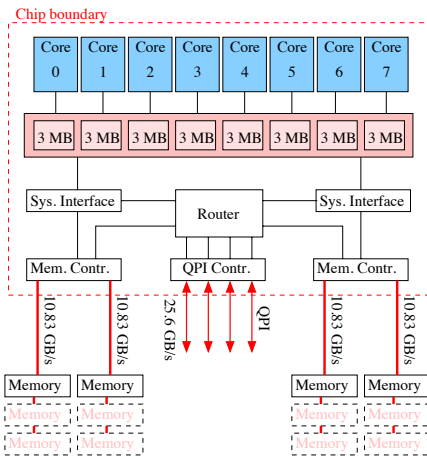 Chip boundary
Core Core Core Core Core Core Core Core
0 1 2 3 4 5 6 7
3 MB 3 MB 3 MB 3 MB 3 MB 3 MB 3 MB 3 MB
Sys. Interface Sys. Interface
Router
Mem. Contr. QPI Contr. Mem. Contr.
10.83 GB/s 10.83 GB/s 25.6 GB/s QPI 10.83 GB/s 10.83 GB/s
Memory Memory Memory Memory
Memory Memory Memory Memory
Memory Memory Memory Memory